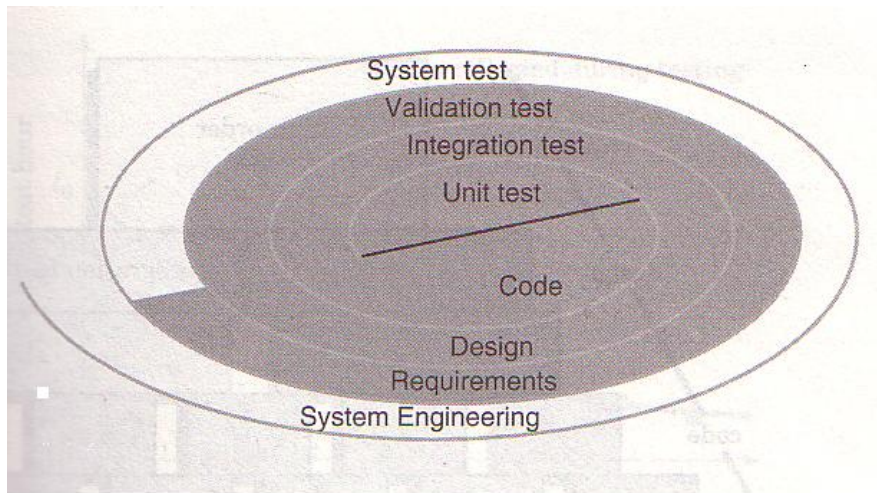 System test
Validation test
Integration test
Unit test
Code
Design
Requirements
System Engineering